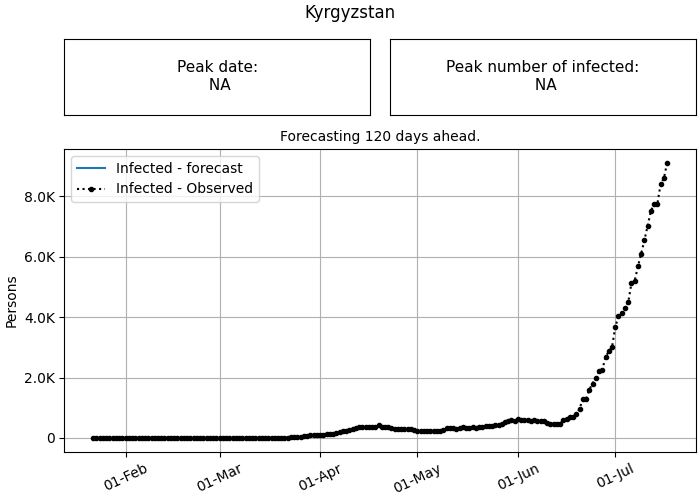 Kyrgyzstan
Peak date:
NA
Peak number of infected:
NA
Forecasting 120 days ahead.
Infected - forecast
Infected - Observed
Persons
8.0K
6.0K
4.0K
2.0K
0
01-Feb
01-Mar
01-Apr
01-May
01-Jun
01-Jul